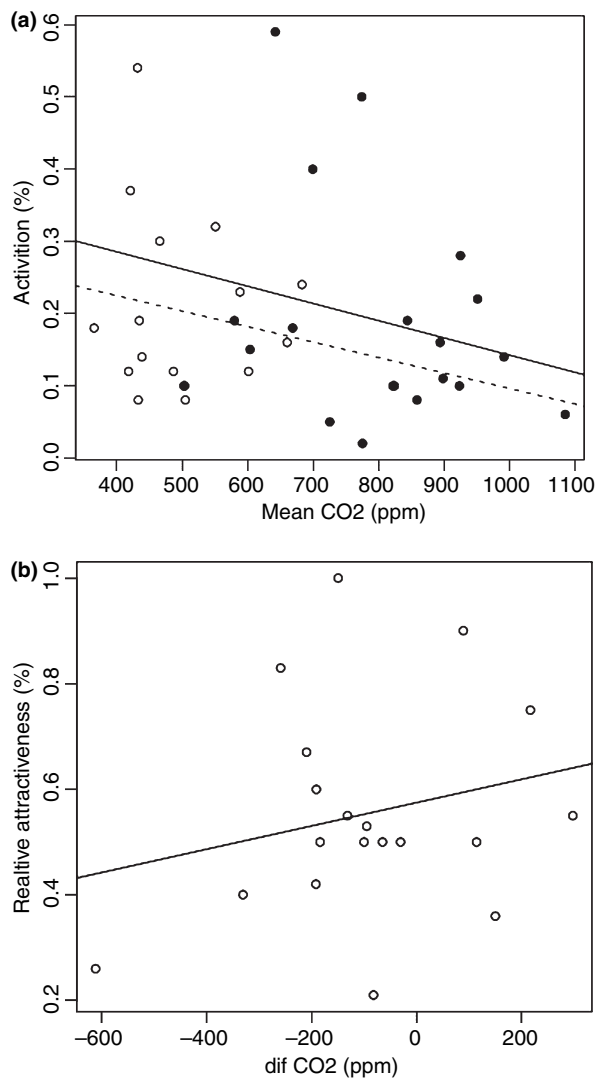 (a)
Activition (%)
0.6
0.5
0.4
0.3
0.2
0.1
0.0
400 500 600 700 800 900 1000 1100
Mean CO2 (ppm)
(b)
Realtive attractiveness (%)
1.0
0.8
0.6
0.4
0.2
−600 −400 −200 0 200
dif CO2 (ppm)